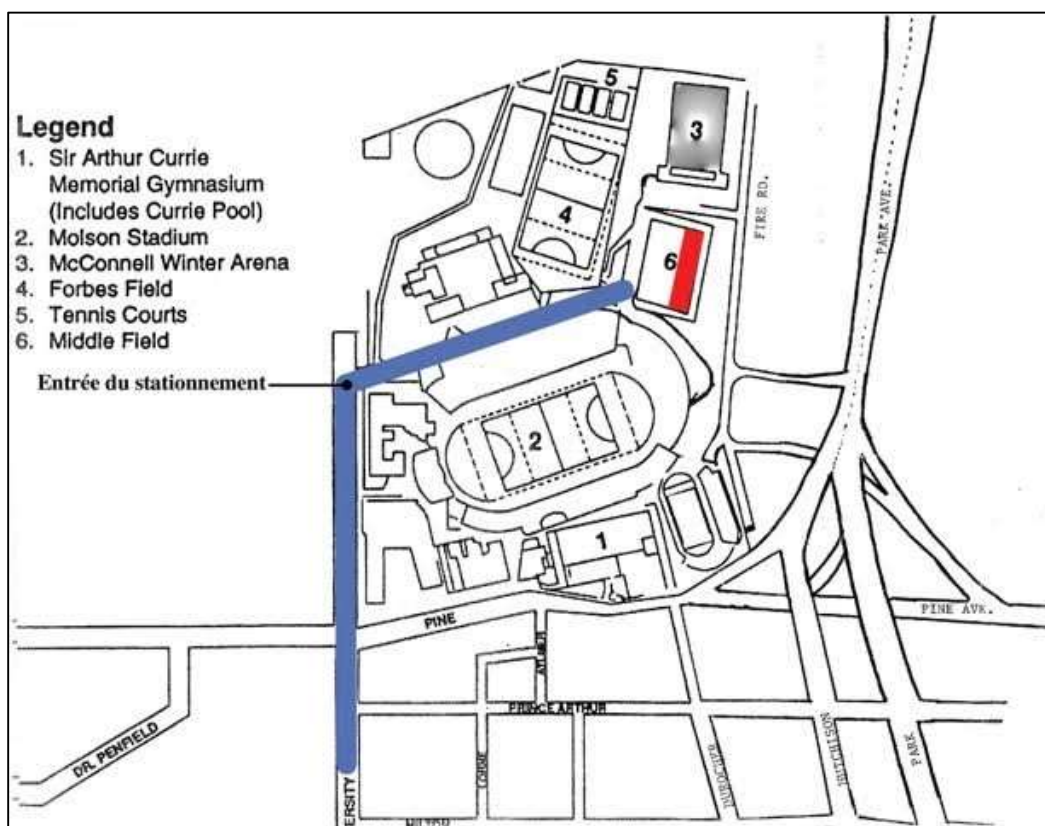 Legend
1. Sir Arthur Currie
Memorial Gymnasium
(Includes Currie Pool)
2. Molson Stadium
3. McConnell Winter Arena
4. Forbes Field
5. Tennis Courts
6. Middle Field
Entrée du stationnement
5
3
4
6
2
1
FIRE RD.
PARK AVE.
PINE AVE.
PINE
AYLMER
PRINCE ARTHUR
DR. PENFIELD
LORNE
DUROCHER
HUTCHISON
PARK
ERSITY